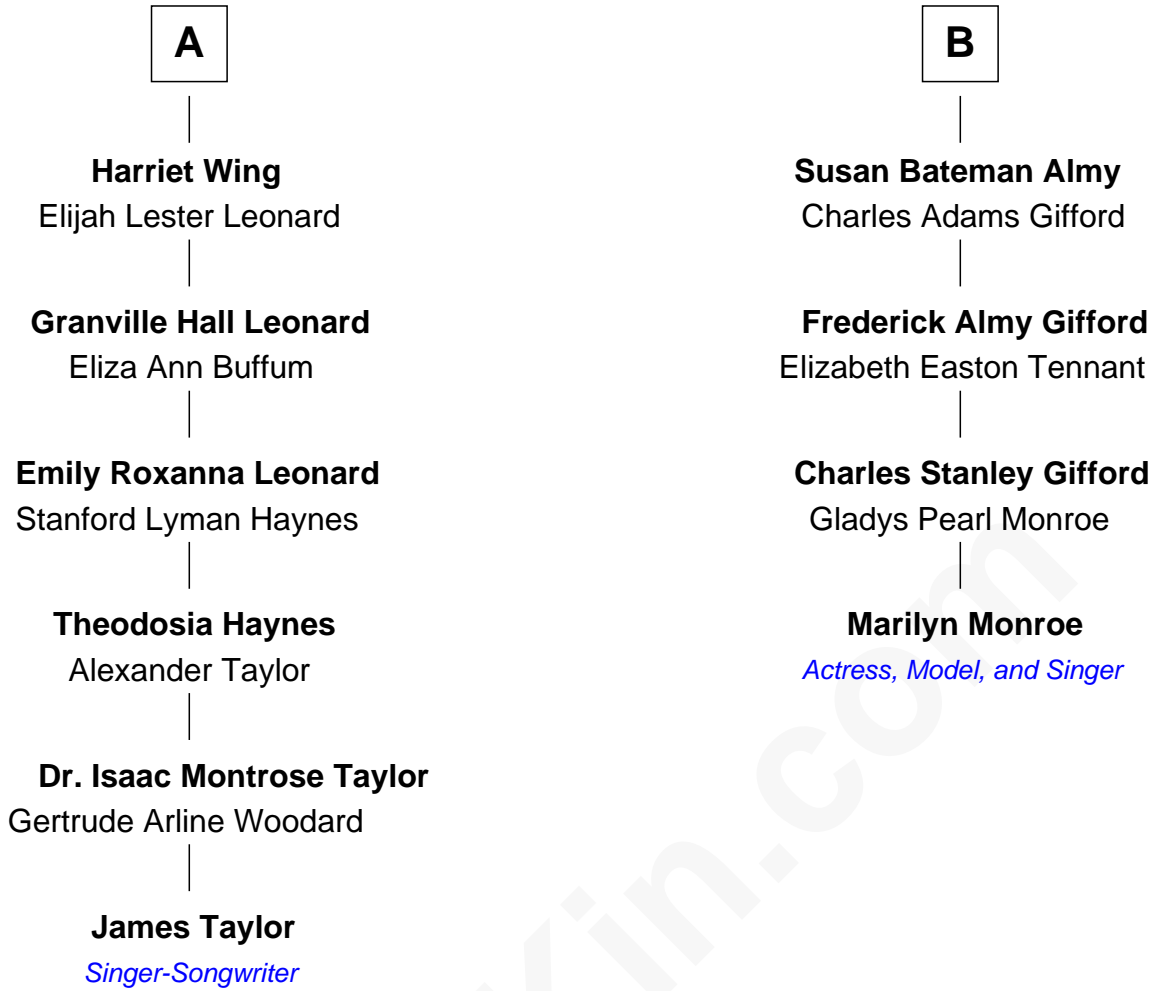 A
Harriet Wing
Elijah Lester Leonard
Granville Hall Leonard
Eliza Ann Buffum
Emily Roxanna Leonard
Stanford Lyman Haynes
Theodosia Haynes
Alexander Taylor
Dr. Isaac Montrose Taylor
Gertrude Arline Woodard
James Taylor
Singer-Songwriter
B
Susan Bateman Almy
Charles Adams Gifford
Frederick Almy Gifford
Elizabeth Easton Tennant
Charles Stanley Gifford
Gladys Pearl Monroe
Marilyn Monroe
Actress, Model, and Singer
kin.com